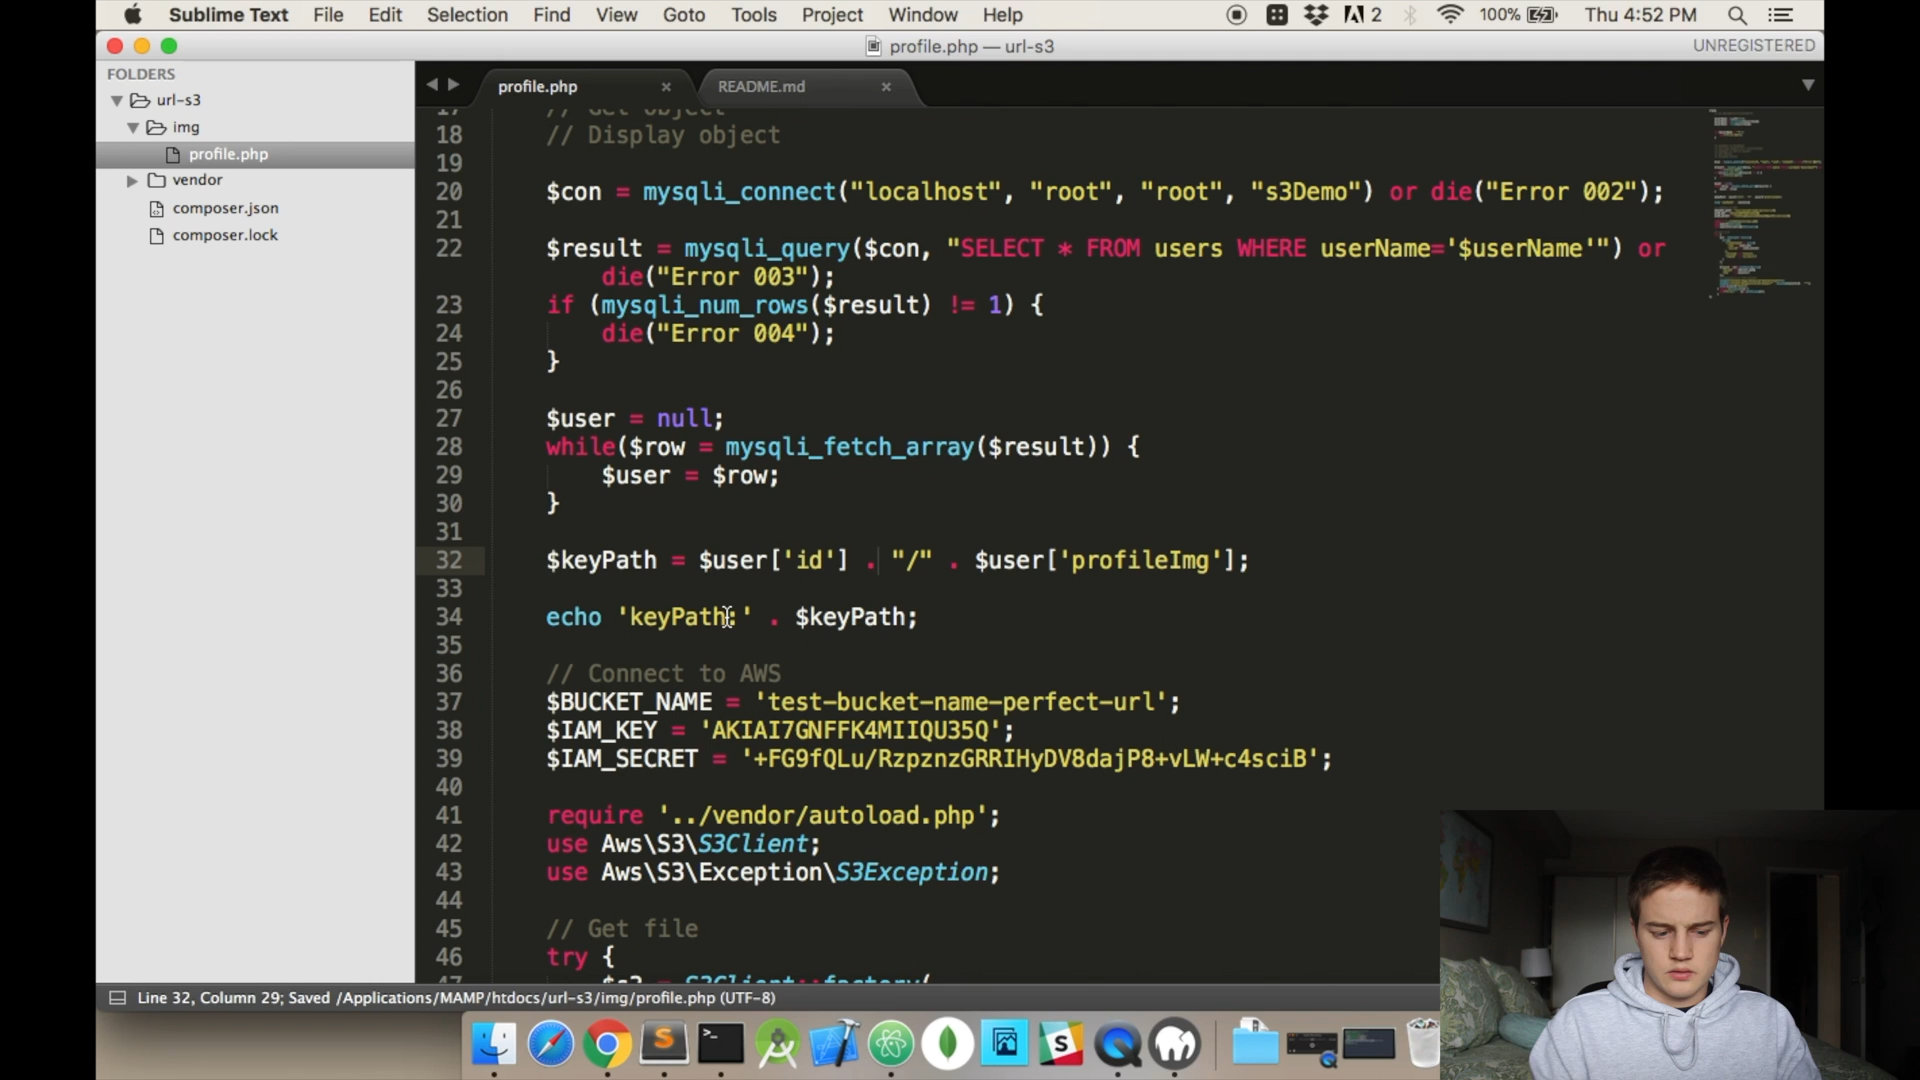 Sublime Text File Edit Selection Find View Goto Tools Project Window Help 2 100% Thu 4:52 PM
profile.php — url-s3 UNREGISTERED
FOLDERS
url-s3
img
profile.php
vendor
composer.json
composer.lock
profile.php README.md
17 // Get object
18 // Display object
19
20 $con = mysqli_connect("localhost", "root", "root", "s3Demo") or die("Error 002");
21
22 $result = mysqli_query($con, "SELECT * FROM users WHERE userName='$userName'") or
die("Error 003");
23 if (mysqli_num_rows($result) != 1) {
24 die("Error 004");
25 }
26
27 $user = null;
28 while($row = mysqli_fetch_array($result)) {
29 $user = $row;
30 }
31
32 $keyPath = $user['id'] . "/" . $user['profileImg'];
33
34 echo 'keyPath:' . $keyPath;
35
36 // Connect to AWS
37 $BUCKET_NAME = 'test-bucket-name-perfect-url';
38 $IAM_KEY = 'AKIAI7GNFFK4MIIQU35Q';
39 $IAM_SECRET = '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';
40
41 require '../vendor/autoload.php';
42 use Aws\S3\S3Client;
43 use Aws\S3\Exception\S3Exception;
44
45 // Get file
46 try {
47 $s3 = S3Client::factory(
Line 32, Column 29; Saved /Applications/MAMP/htdocs/url-s3/img/profile.php (UTF-8)